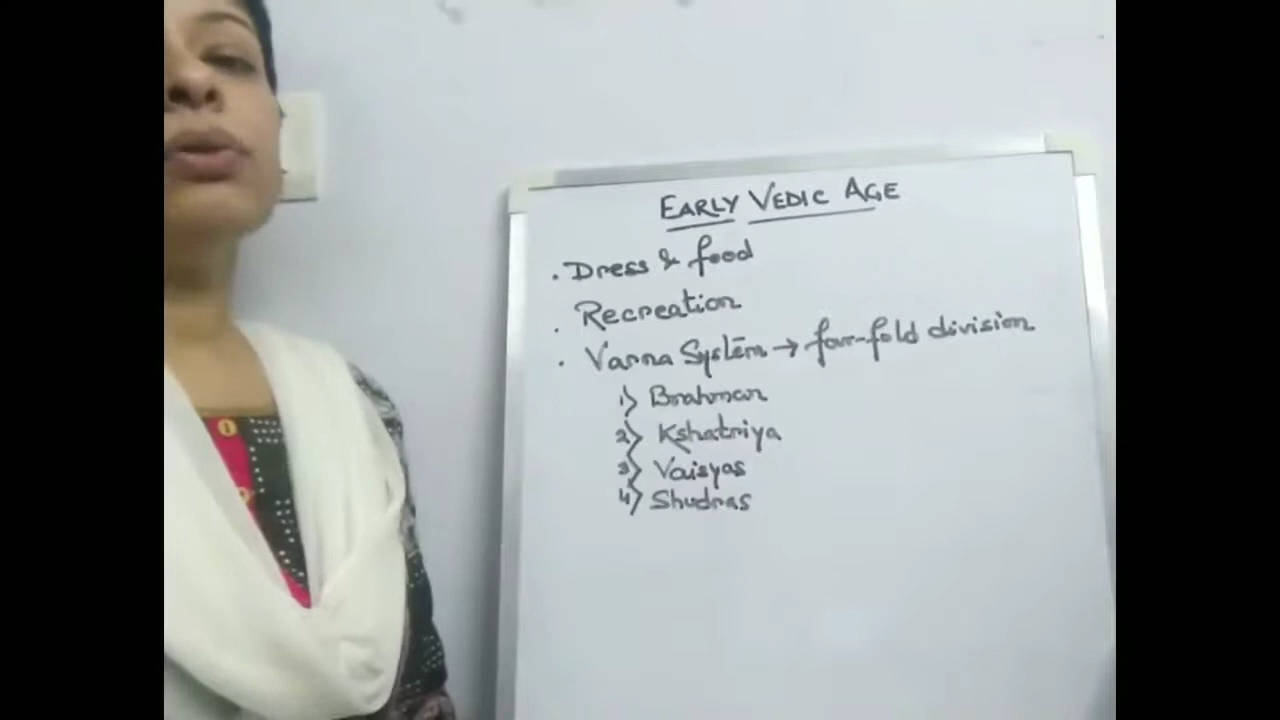 EARLY VEDIC AGE
. Dress & food
. Recreation
. Varna System → four-fold division
1) Brahman
2) Kshatriya
3) Vaisyas
4) Shudras